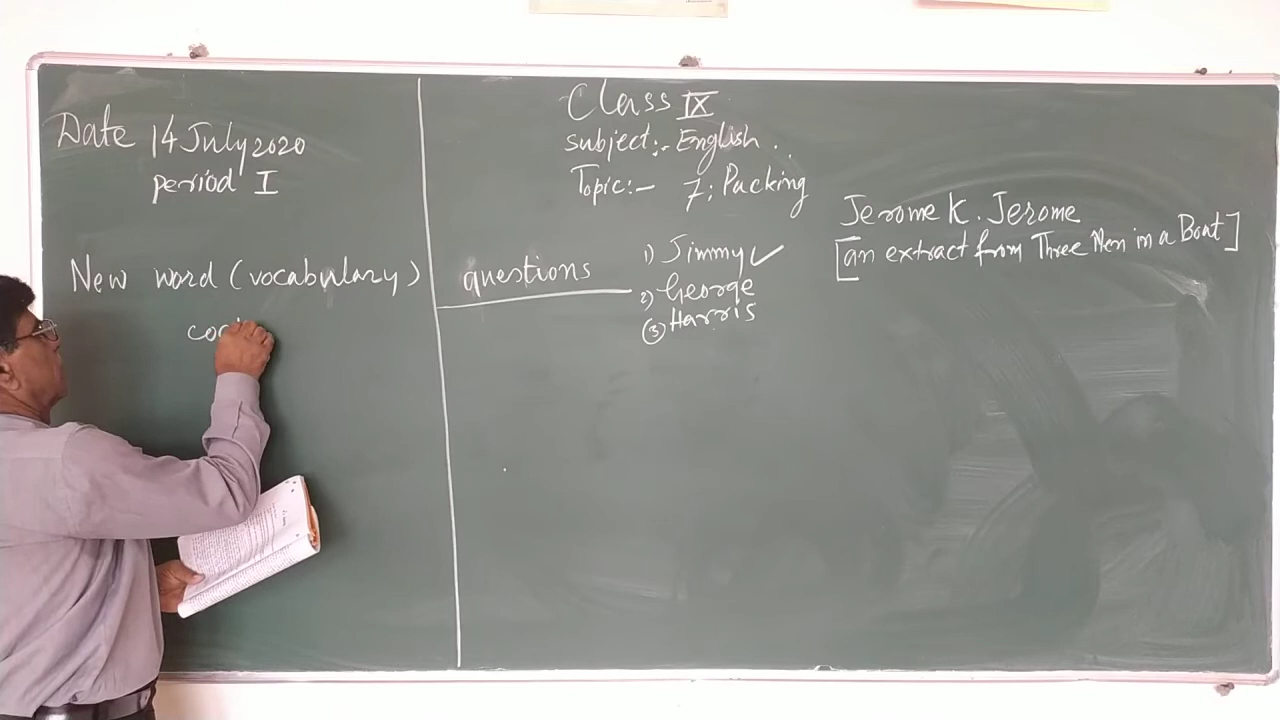 Date 14 July 2020
period I
New word (vocabulary)
Class IX
subject:- English
Topic:- 7; Packing
Jerome K. Jerome
[an extract from Three Men in a Boat]
questions
1) Jimmy ✓
2) George
③ Harris